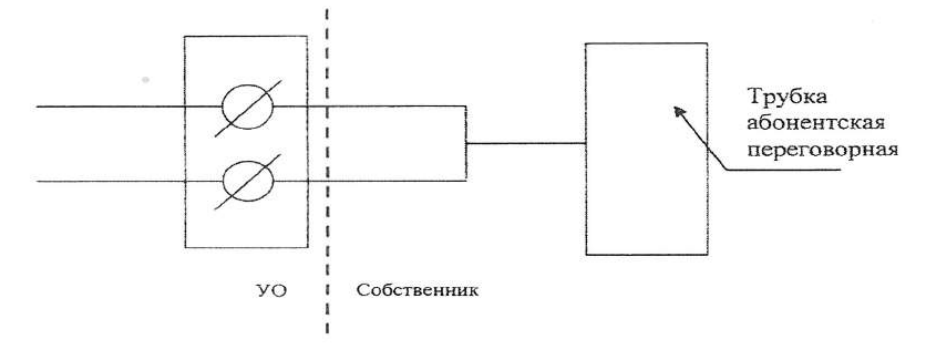 Трубка
абонентская
переговорная
УО
Собственник